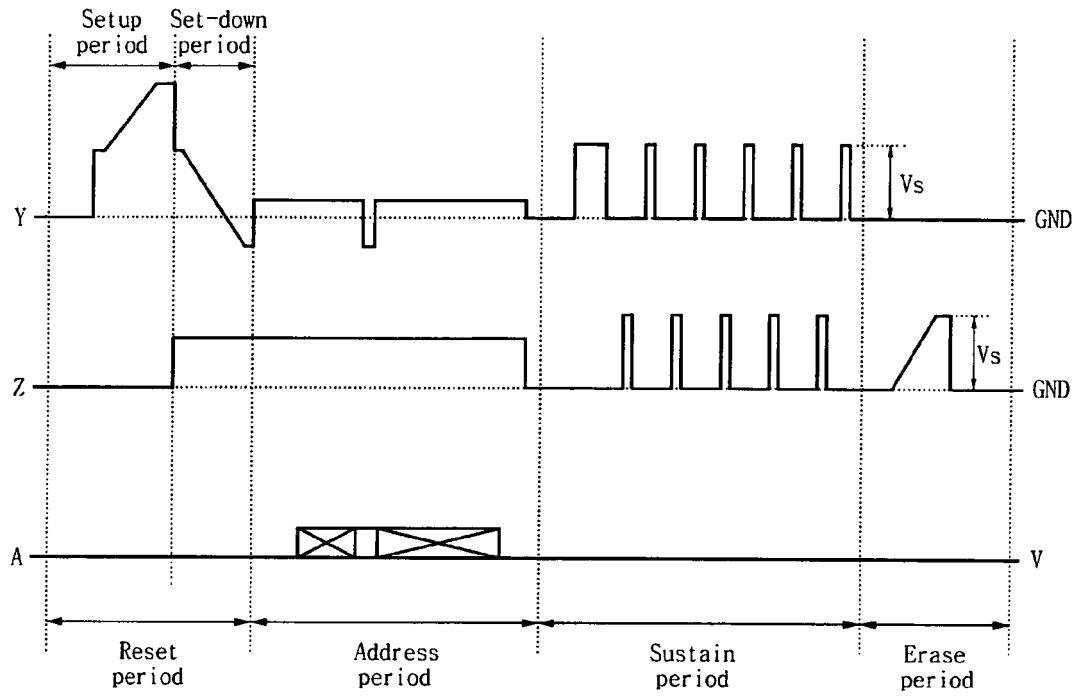 Setup
period
Set-down
period
Y
Vs
GND
Z
Vs
GND
A
V
Reset
period
Address
period
Sustain
period
Erase
period